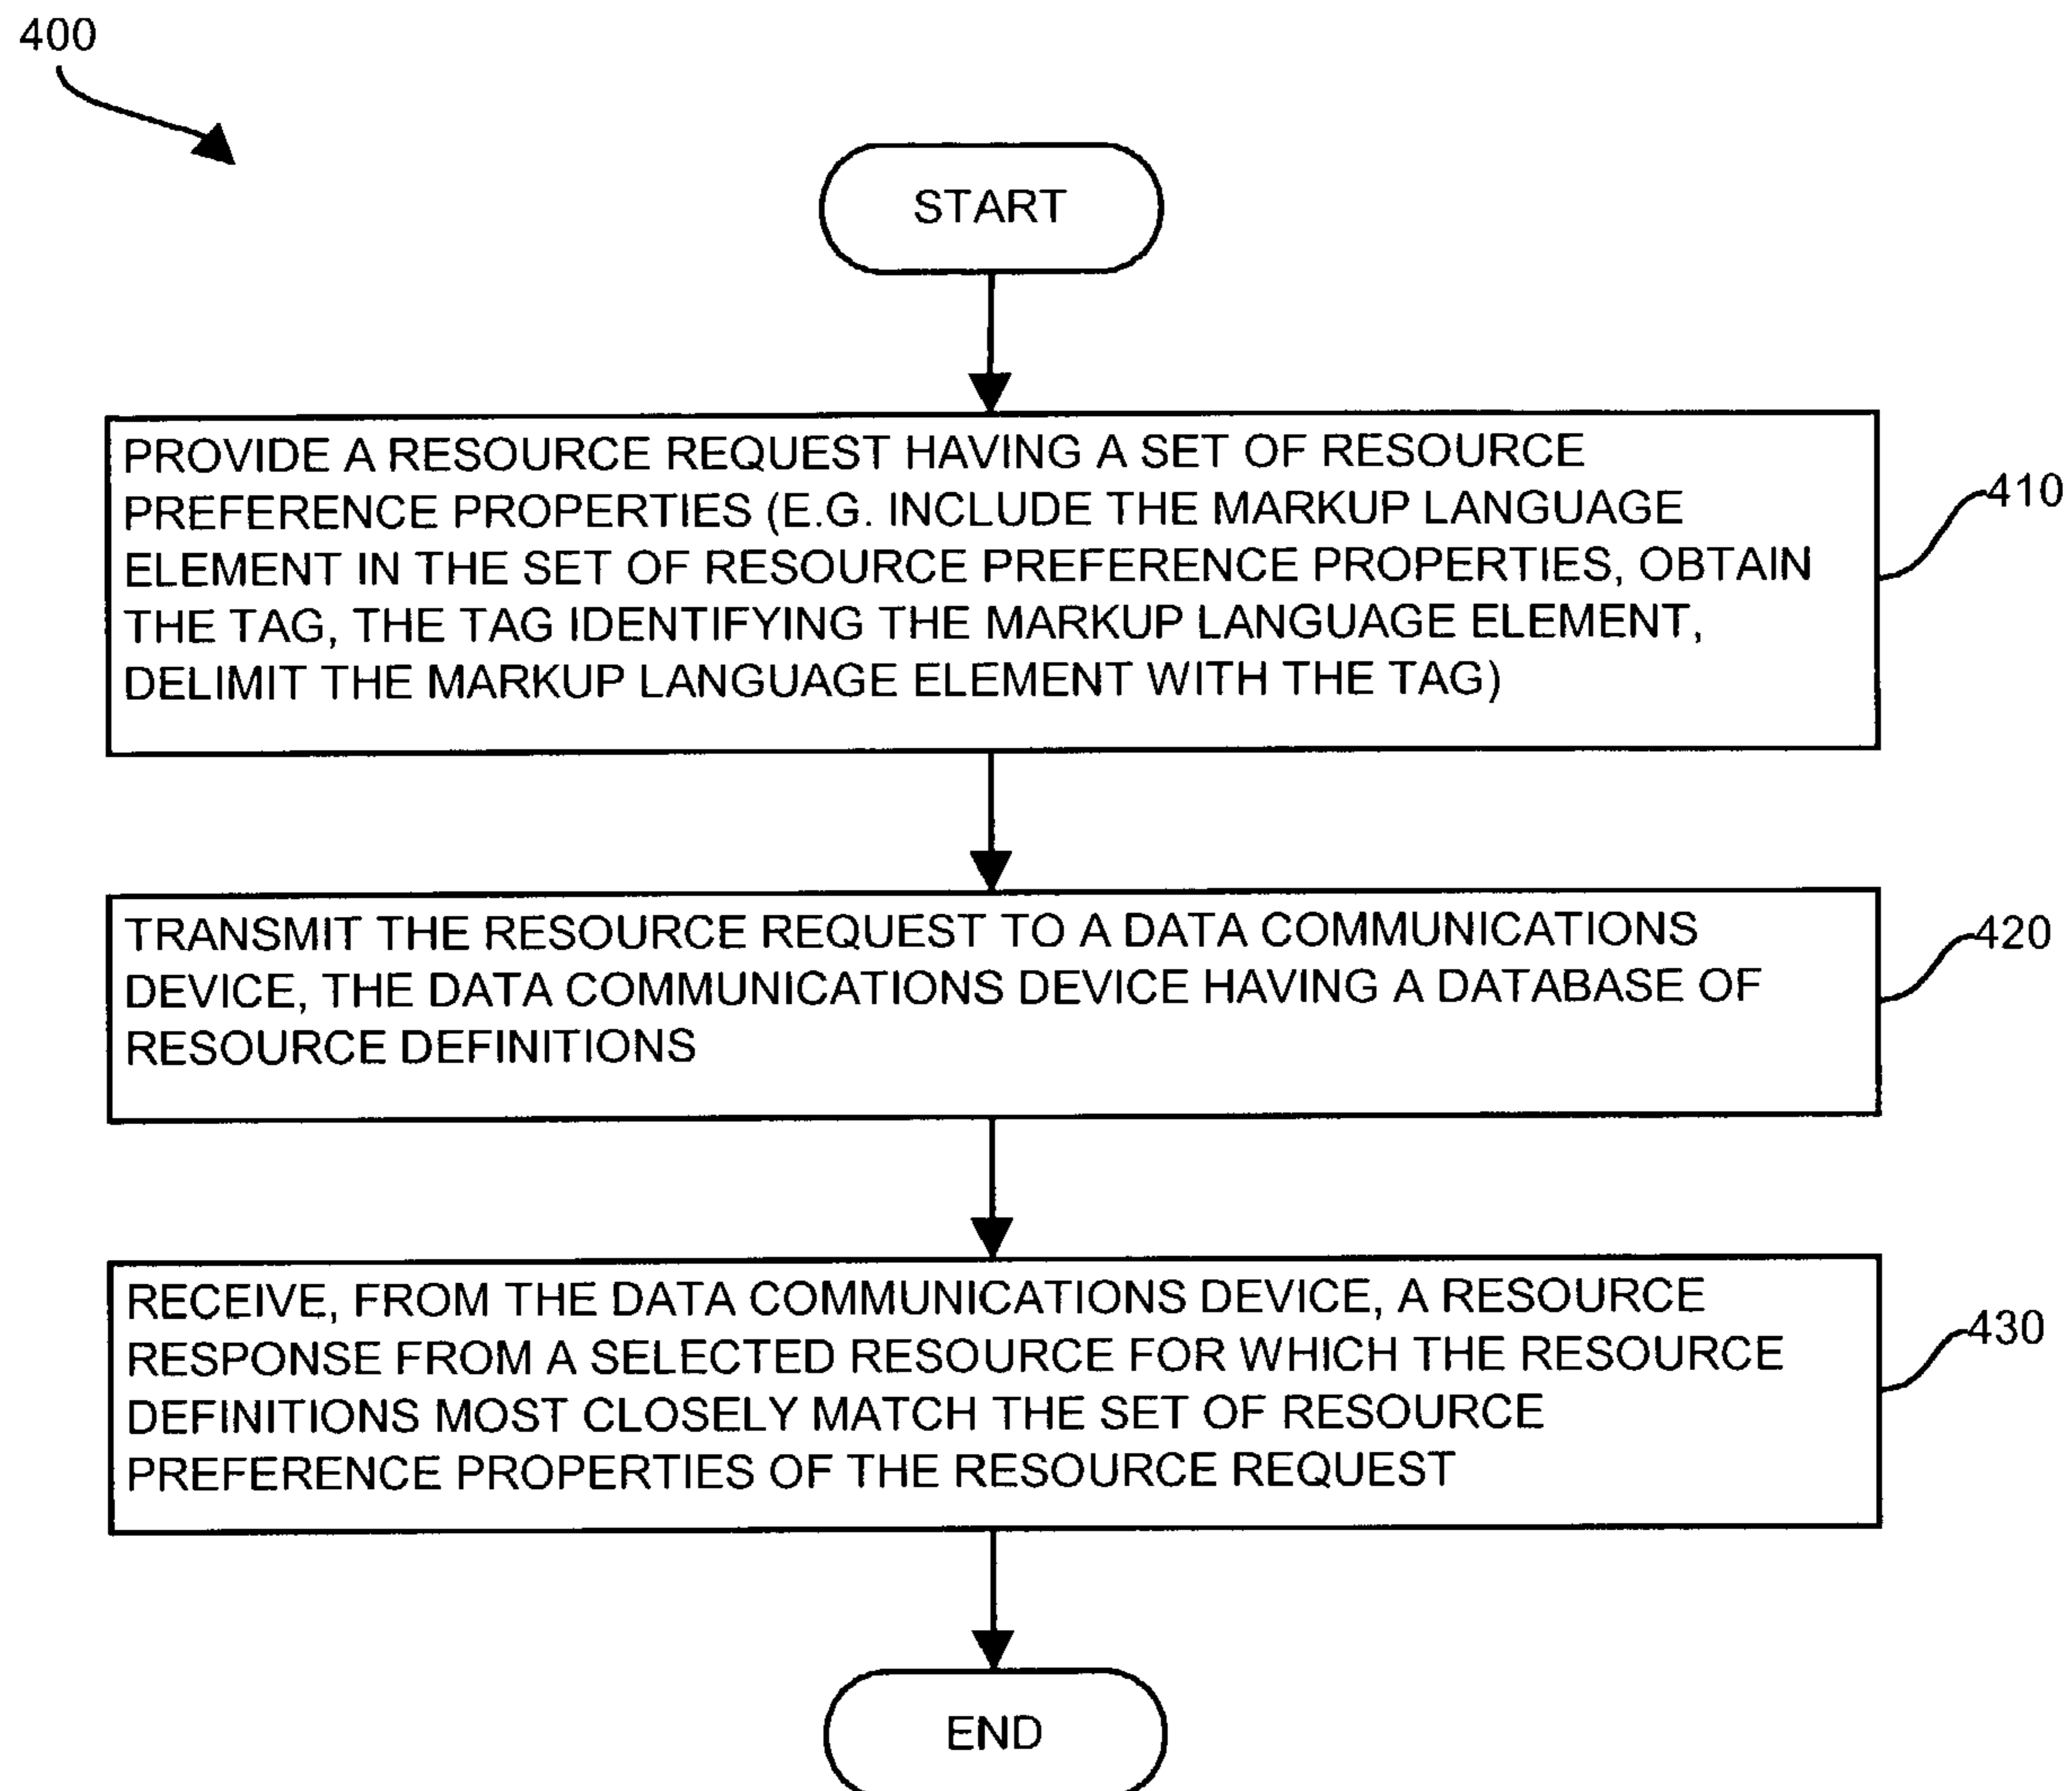 400
START
PROVIDE A RESOURCE REQUEST HAVING A SET OF RESOURCE
PREFERENCE PROPERTIES (E.G. INCLUDE THE MARKUP LANGUAGE
ELEMENT IN THE SET OF RESOURCE PREFERENCE PROPERTIES, OBTAIN
THE TAG, THE TAG IDENTIFYING THE MARKUP LANGUAGE ELEMENT,
DELIMIT THE MARKUP LANGUAGE ELEMENT WITH THE TAG)
410
TRANSMIT THE RESOURCE REQUEST TO A DATA COMMUNICATIONS
DEVICE, THE DATA COMMUNICATIONS DEVICE HAVING A DATABASE OF
RESOURCE DEFINITIONS
420
RECEIVE, FROM THE DATA COMMUNICATIONS DEVICE, A RESOURCE
RESPONSE FROM A SELECTED RESOURCE FOR WHICH THE RESOURCE
DEFINITIONS MOST CLOSELY MATCH THE SET OF RESOURCE
PREFERENCE PROPERTIES OF THE RESOURCE REQUEST
430
END